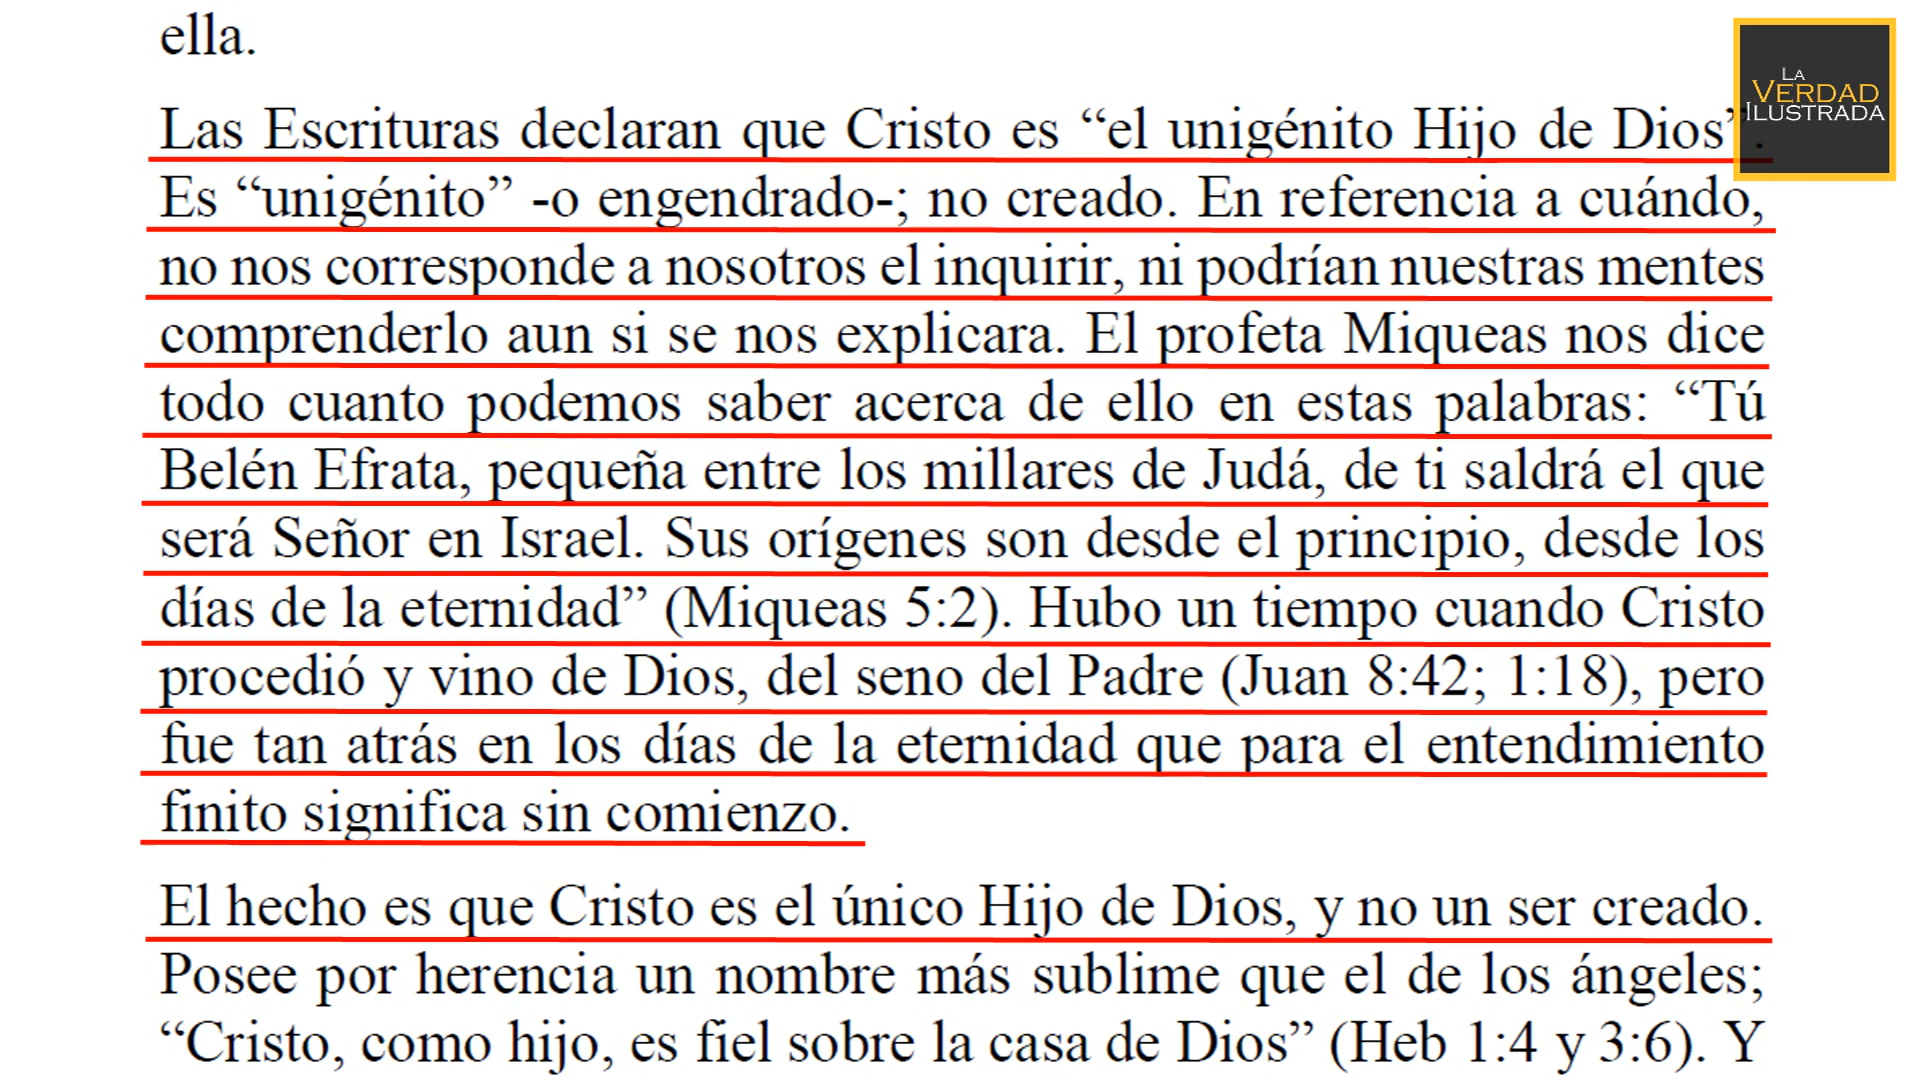 ella.
Las Escrituras declaran que Cristo es “el unigénito Hijo de Dios”.
Es “unigénito” -o engendrado-; no creado. En referencia a cuándo,
no nos corresponde a nosotros el inquirir, ni podrían nuestras mentes
comprenderlo aun si se nos explicara. El profeta Miqueas nos dice
todo cuanto podemos saber acerca de ello en estas palabras: “Tú
Belén Efrata, pequeña entre los millares de Judá, de ti saldrá el que
será Señor en Israel. Sus orígenes son desde el principio, desde los
días de la eternidad” (Miqueas 5:2). Hubo un tiempo cuando Cristo
procedió y vino de Dios, del seno del Padre (Juan 8:42; 1:18), pero
fue tan atrás en los días de la eternidad que para el entendimiento
finito significa sin comienzo.
El hecho es que Cristo es el único Hijo de Dios, y no un ser creado.
Posee por herencia un nombre más sublime que el de los ángeles;
“Cristo, como hijo, es fiel sobre la casa de Dios” (Heb 1:4 y 3:6). Y
LA
VERDAD
ILUSTRADA